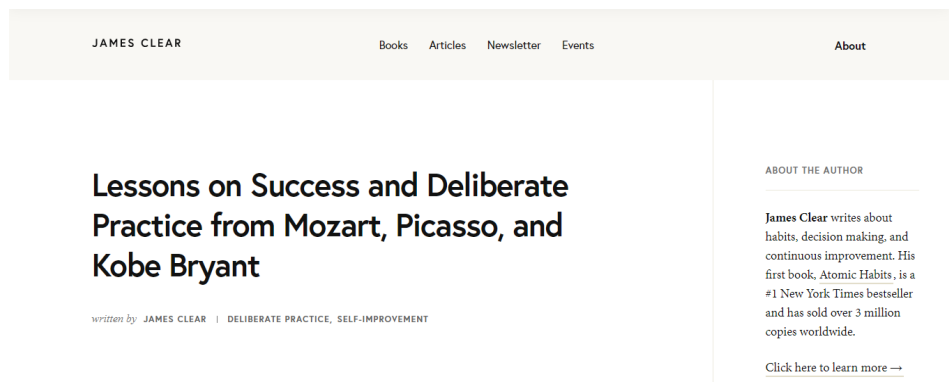 JAMES CLEAR
Books Articles Newsletter Events
About
Lessons on Success and Deliberate
Practice from Mozart, Picasso, and
Kobe Bryant
written by JAMES CLEAR | DELIBERATE PRACTICE, SELF-IMPROVEMENT
ABOUT THE AUTHOR
James Clear writes about
habits, decision making, and
continuous improvement. His
first book, Atomic Habits, is a
#1 New York Times bestseller
and has sold over 3 million
copies worldwide.
Click here to learn more →